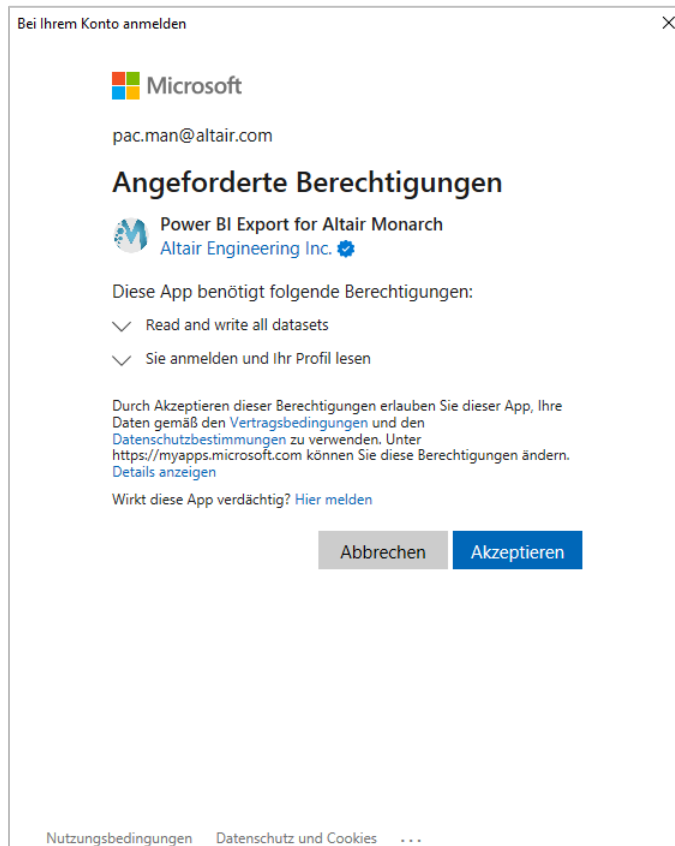 Bei Ihrem Konto anmelden
Microsoft
pac.man@altair.com
Angeforderte Berechtigungen
Power BI Export for Altair Monarch
Altair Engineering Inc.
Diese App benötigt folgende Berechtigungen:
Read and write all datasets
Sie anmelden und Ihr Profil lesen
Durch Akzeptieren dieser Berechtigungen erlauben Sie dieser App, Ihre
Daten gemäß den Vertragsbedingungen und den
Datenschutzbestimmungen zu verwenden. Unter
https://myapps.microsoft.com können Sie diese Berechtigungen ändern.
Details anzeigen
Wirkt diese App verdächtig? Hier melden
Abbrechen Akzeptieren
Nutzungsbedingungen Datenschutz und Cookies ...